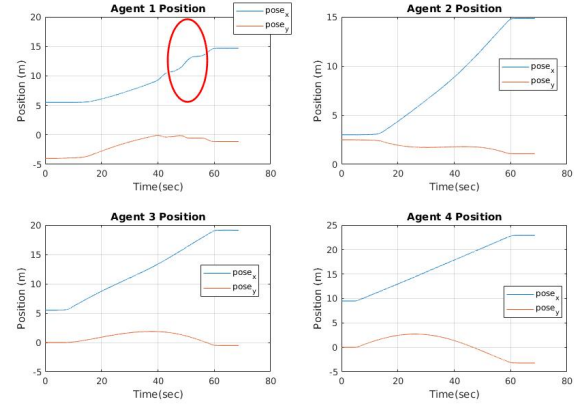 Agent 1 Position
pose_x
pose_y
Position (m)
20
15
10
5
0
-5
0 20 40 60 80
Time(sec)
Agent 2 Position
pose_x
pose_y
Position (m)
15
10
5
0
0 20 40 60 80
Time(sec)
Agent 3 Position
pose_x
pose_y
Position (m)
20
15
10
5
0
-5
0 20 40 60 80
Time(sec)
Agent 4 Position
pose_x
pose_y
Position (m)
25
20
15
10
5
0
-5
0 20 40 60 80
Time(sec)